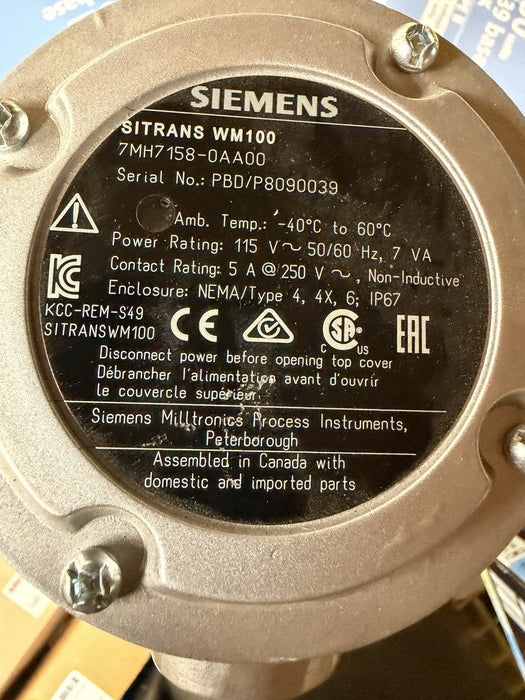 SIEMENS
SITRANS WM100
7MH7158-0AA00
Serial No.: PBD/P8090039
Amb. Temp.: -40°C to 60°C
Power Rating: 115 V~ 50/60 Hz, 7 VA
Contact Rating: 5 A @ 250 V ~, Non-Inductive
Enclosure: NEMA/Type 4, 4X, 6; IP67
KCC-REM-S49
SITRANSWM100
CE
C SA US
EAC
Disconnect power before opening top cover
Débrancher l'alimentation avant d'ouvrir
le couvercle supérieur
Siemens Milltronics Process Instruments,
Peterborough
Assembled in Canada with
domestic and imported parts